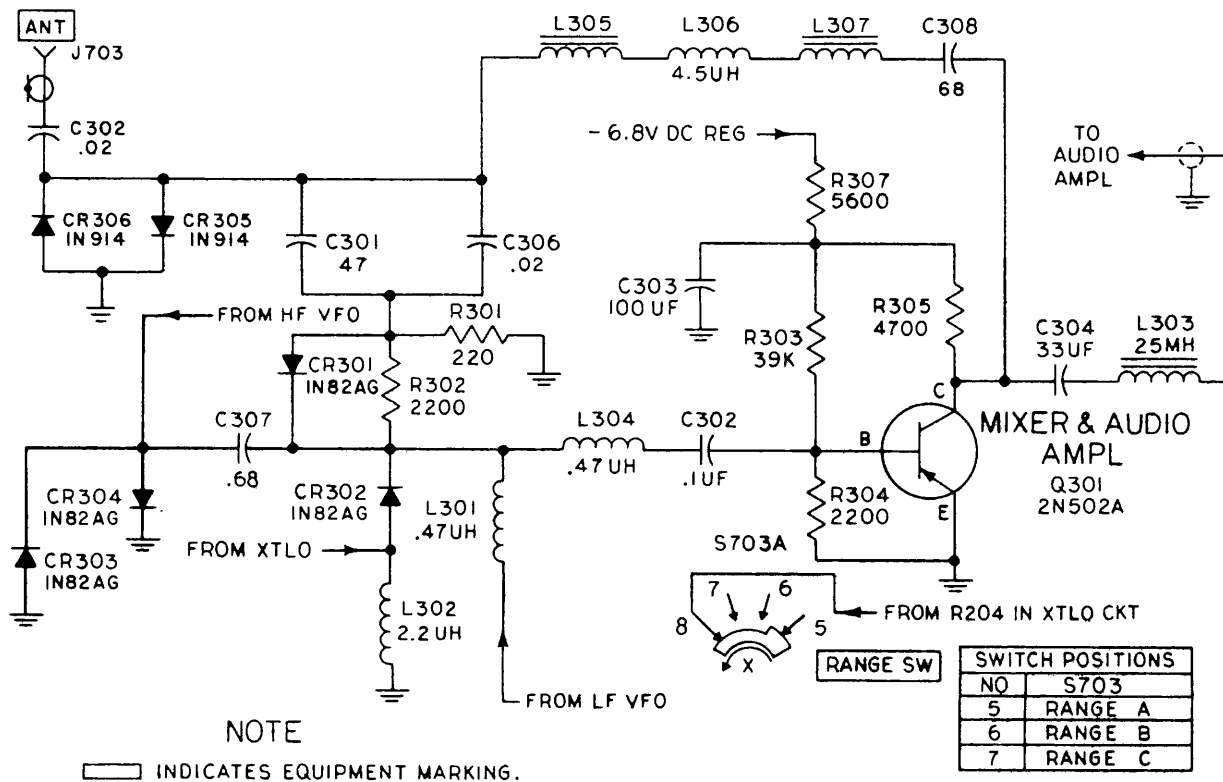 ANT
J703
C302
.02
L305
L306
4.5UH
L307
C308
68
-6.8V DC REG
TO
AUDIO
AMPL
R307
5600
CR306
IN914
CR305
IN914
C301
47
C306
.02
C303
100 UF
R305
4700
FROM HF VFO
R301
220
R303
39K
C304
33UF
L303
25MH
CR301
IN82AG
R302
2200
C307
.68
L304
.47UH
C302
.1UF
B
C
E
MIXER & AUDIO
AMPL
Q301
2N502A
CR304
IN82AG
CR302
IN82AG
L301
.47UH
R304
2200
CR303
IN82AG
FROM XTLO
S703A
L302
2.2UH
7
6
8
5
X
FROM R204 IN XTLO CKT
RANGE SW
FROM LF VFO
SWITCH POSITIONS
NO S703
5 RANGE A
6 RANGE B
7 RANGE C
NOTE
INDICATES EQUIPMENT MARKING.